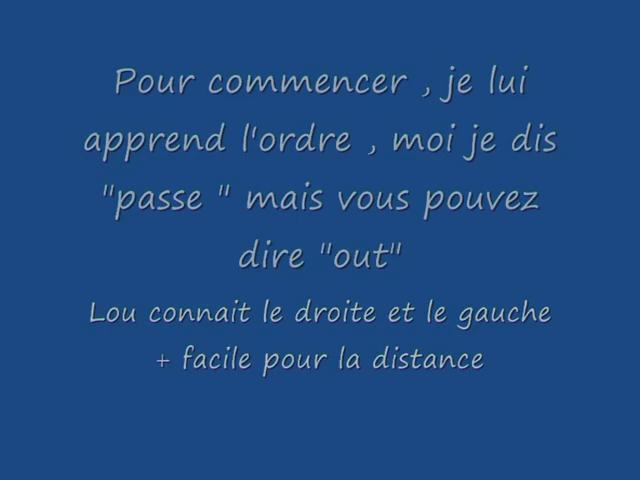 Pour commencer , je lui
apprend l'ordre , moi je dis
"passe " mais vous pouvez
dire "out"
Lou connait le droite et le gauche
+ facile pour la distance